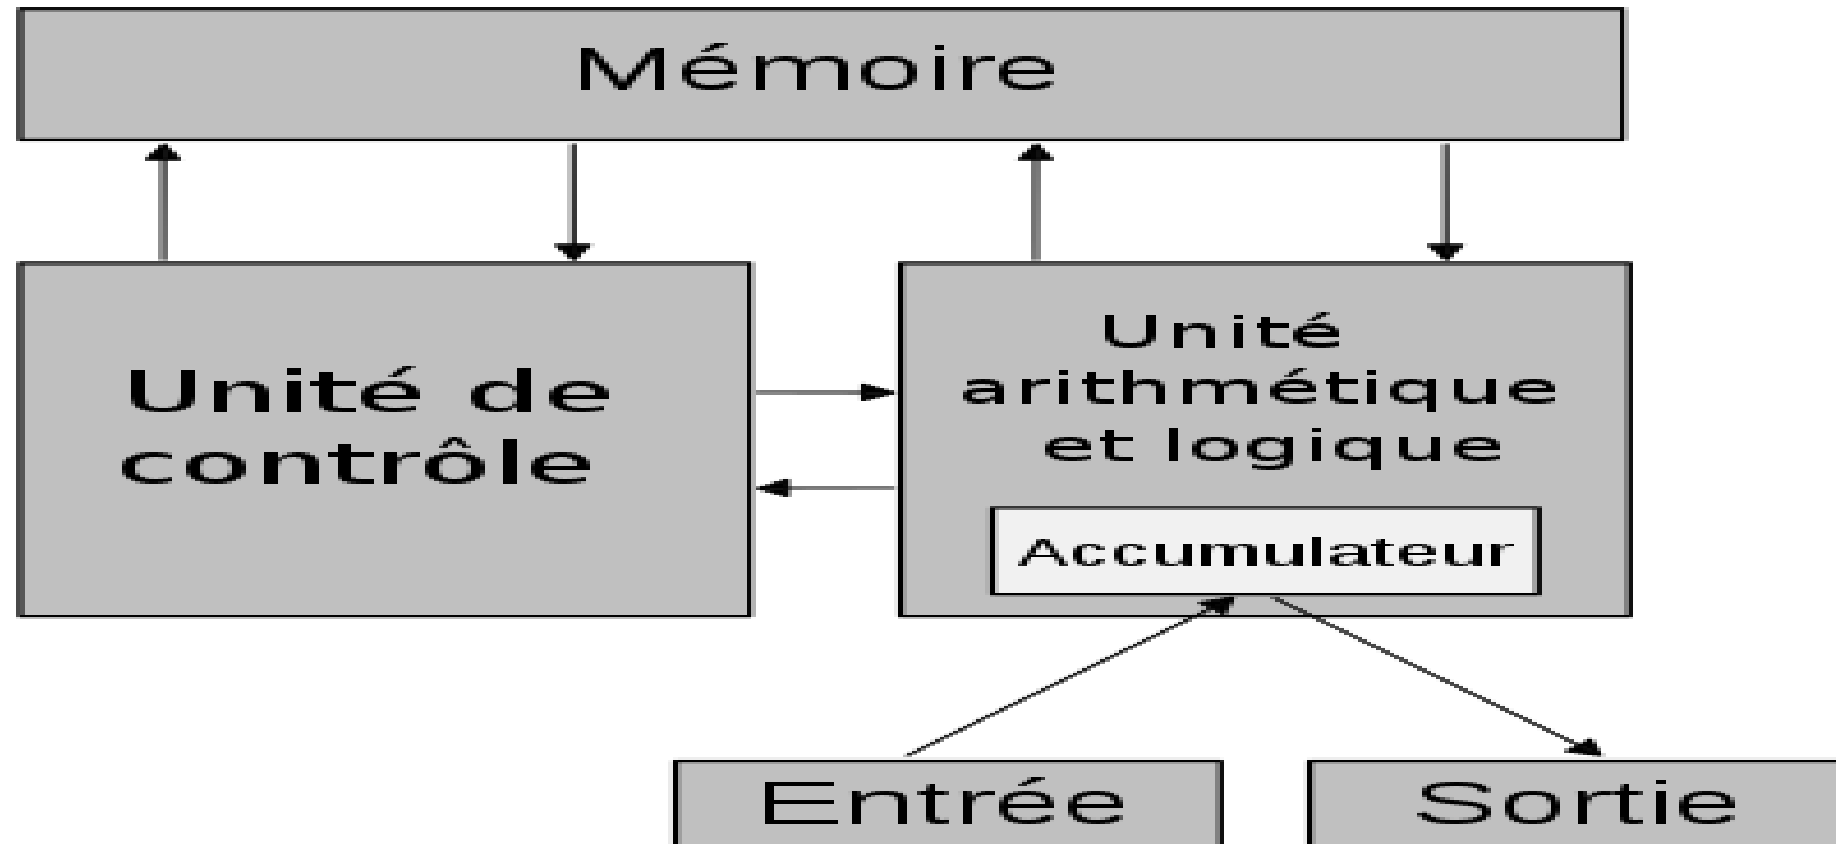 Mémoire
Unité de
contrôle
Unité
arithmétique
et logique
Accumulateur
Entrée
Sortie